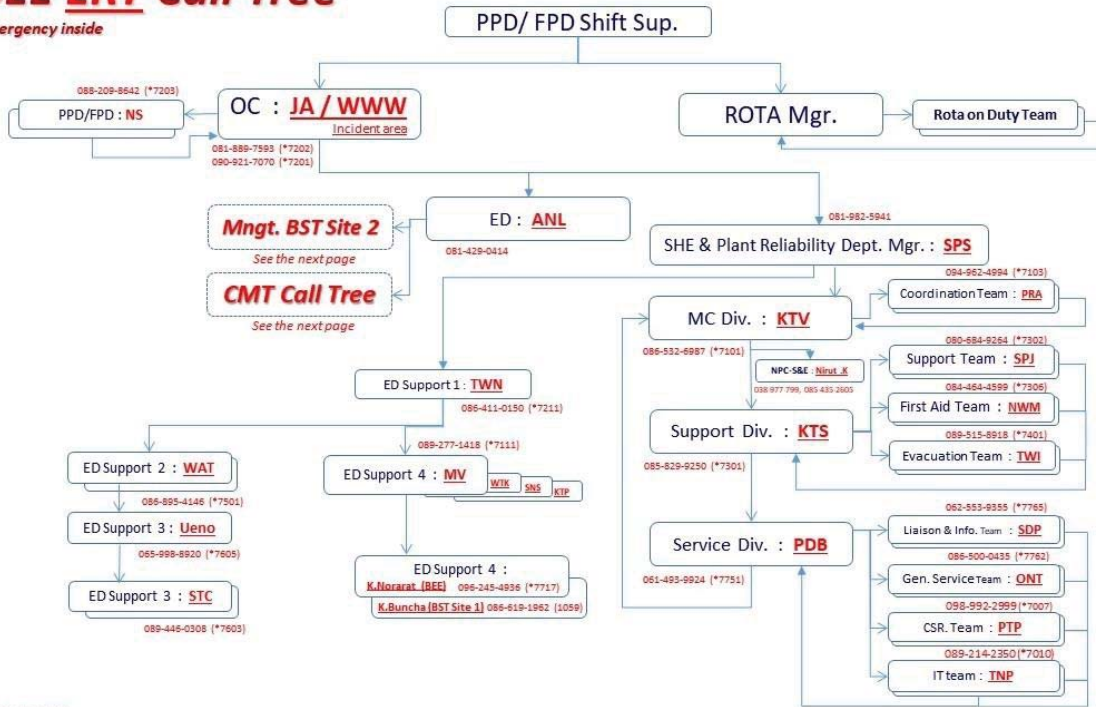 ERT Call Tree
ergency inside
PPD/ FPD Shift Sup.
088-209-8642 (*7203)
PPD/FPD : NS
OC : JA / WWW
Incident area
081-889-7593 (*7202)
090-921-7070 (*7201)
ROTA Mgr.
Rota on Duty Team
Mngt. BST Site 2
See the next page
CMT Call Tree
See the next page
ED : ANL
081-429-0414
081-982-5941
SHE & Plant Reliability Dept. Mgr. : SPS
094-962-4994 (*7103)
Coordination Team : PRA
MC Div. : KTV
086-532-6987 (*7101)
NPC-S&E : Nirut .K
038 977 799, 085 435 2605
080-684-9264 (*7302)
Support Team : SPJ
084-464-4599 (*7306)
First Aid Team : NWM
089-515-8918 (*7401)
Evacuation Team : TWI
Support Div. : KTS
085-829-9250 (*7301)
ED Support 1 : TWN
086-411-0150 (*7211)
ED Support 2 : WAT
086-895-4146 (*7501)
ED Support 3 : Ueno
065-998-8920 (*7605)
ED Support 3 : STC
089-446-0308 (*7603)
089-277-1418 (*7111)
ED Support 4 : MV
WTK
SNS
KTP
ED Support 4 :
K.Norarat (BEE) 096-245-4936 (*7717)
K.Buncha (BST Site 1) 086-619-1962 (1059)
Service Div. : PDB
061-493-9924 (*7751)
062-553-9355 (*7765)
Liaison & Info. Team : SDP
086-500-0435 (*7762)
Gen. Service Team : ONT
098-992-2999 (*7007)
CSR. Team : PTP
089-214-2350 (*7010)
IT team : TNP